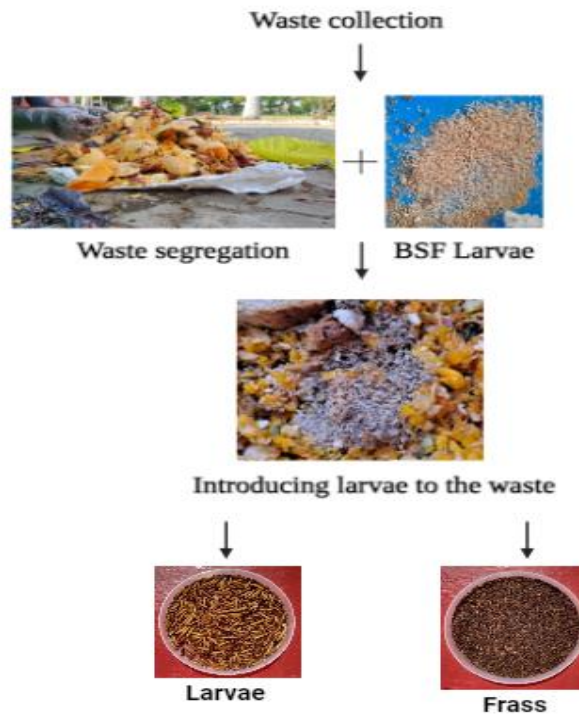 Waste collection
Waste segregation
BSF Larvae
Introducing larvae to the waste
Larvae
Frass